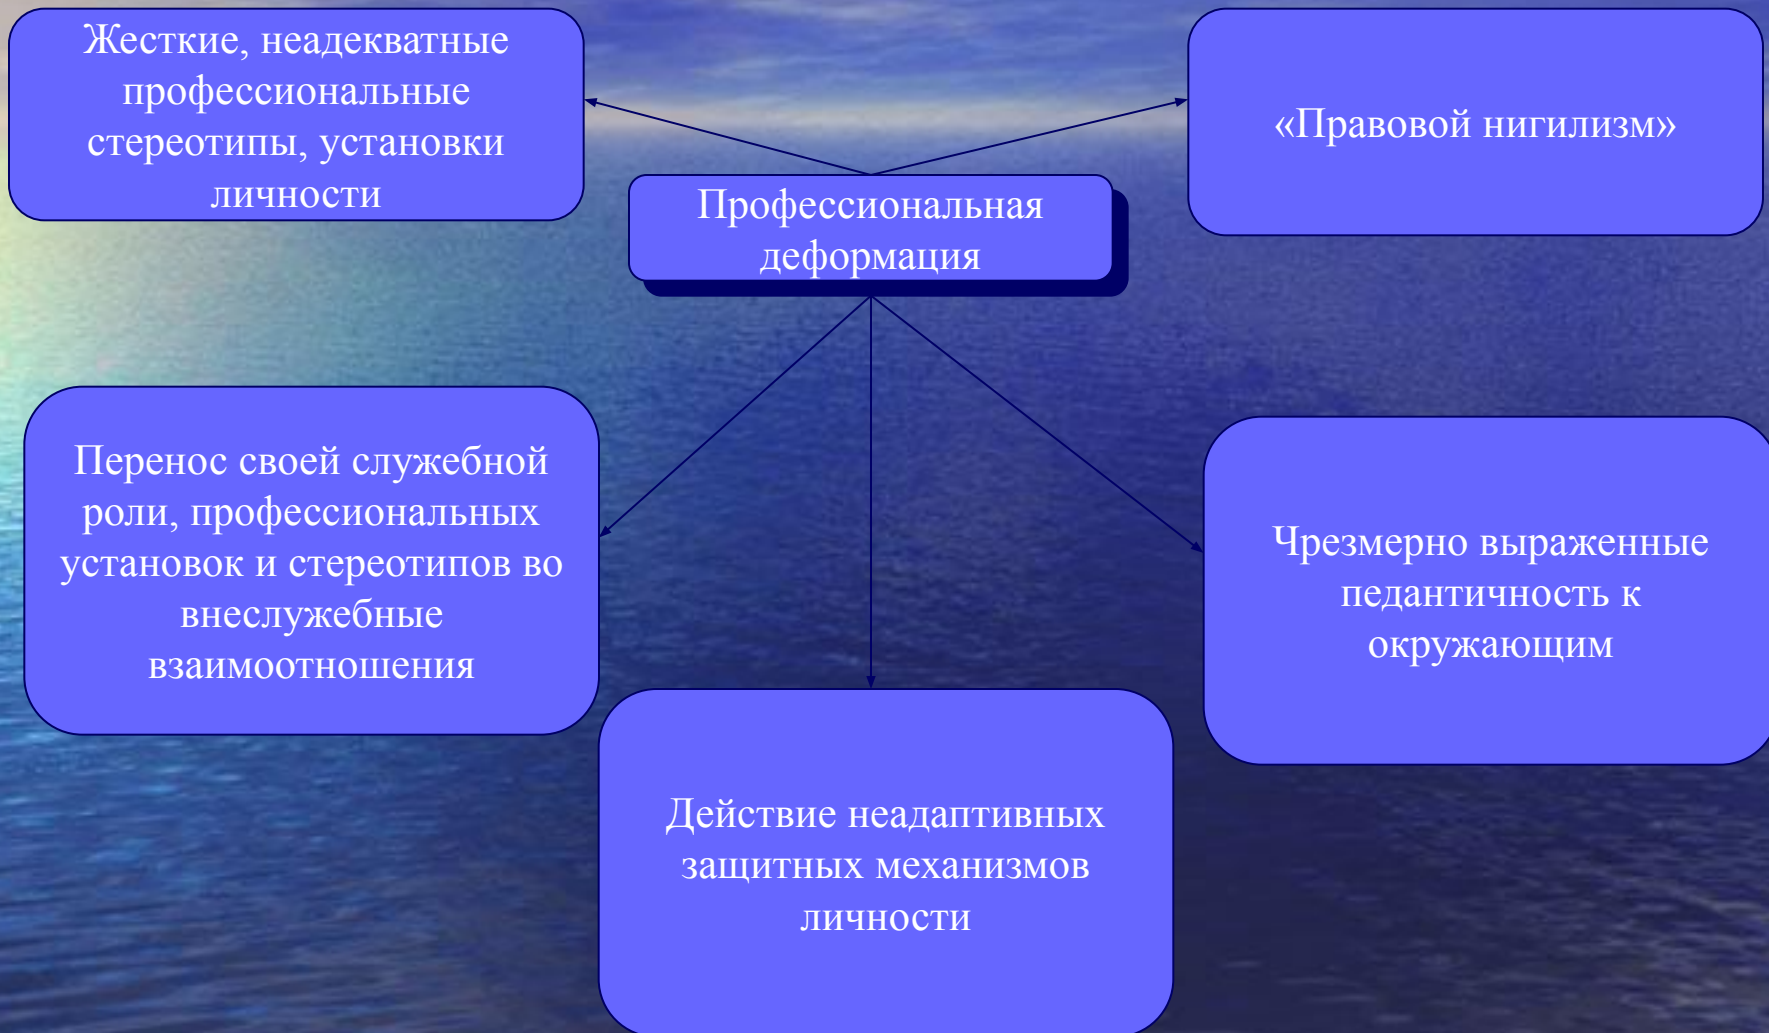 Жесткие, неадекватные
профессиональные
стереотипы, установки
личности
«Правовой нигилизм»
Профессиональная
деформация
Перенос своей служебной
роли, профессиональных
установок и стереотипов во
внеслужебные
взаимоотношения
Чрезмерно выраженные
педантичность к
окружающим
Действие неадаптивных
защитных механизмов
личности